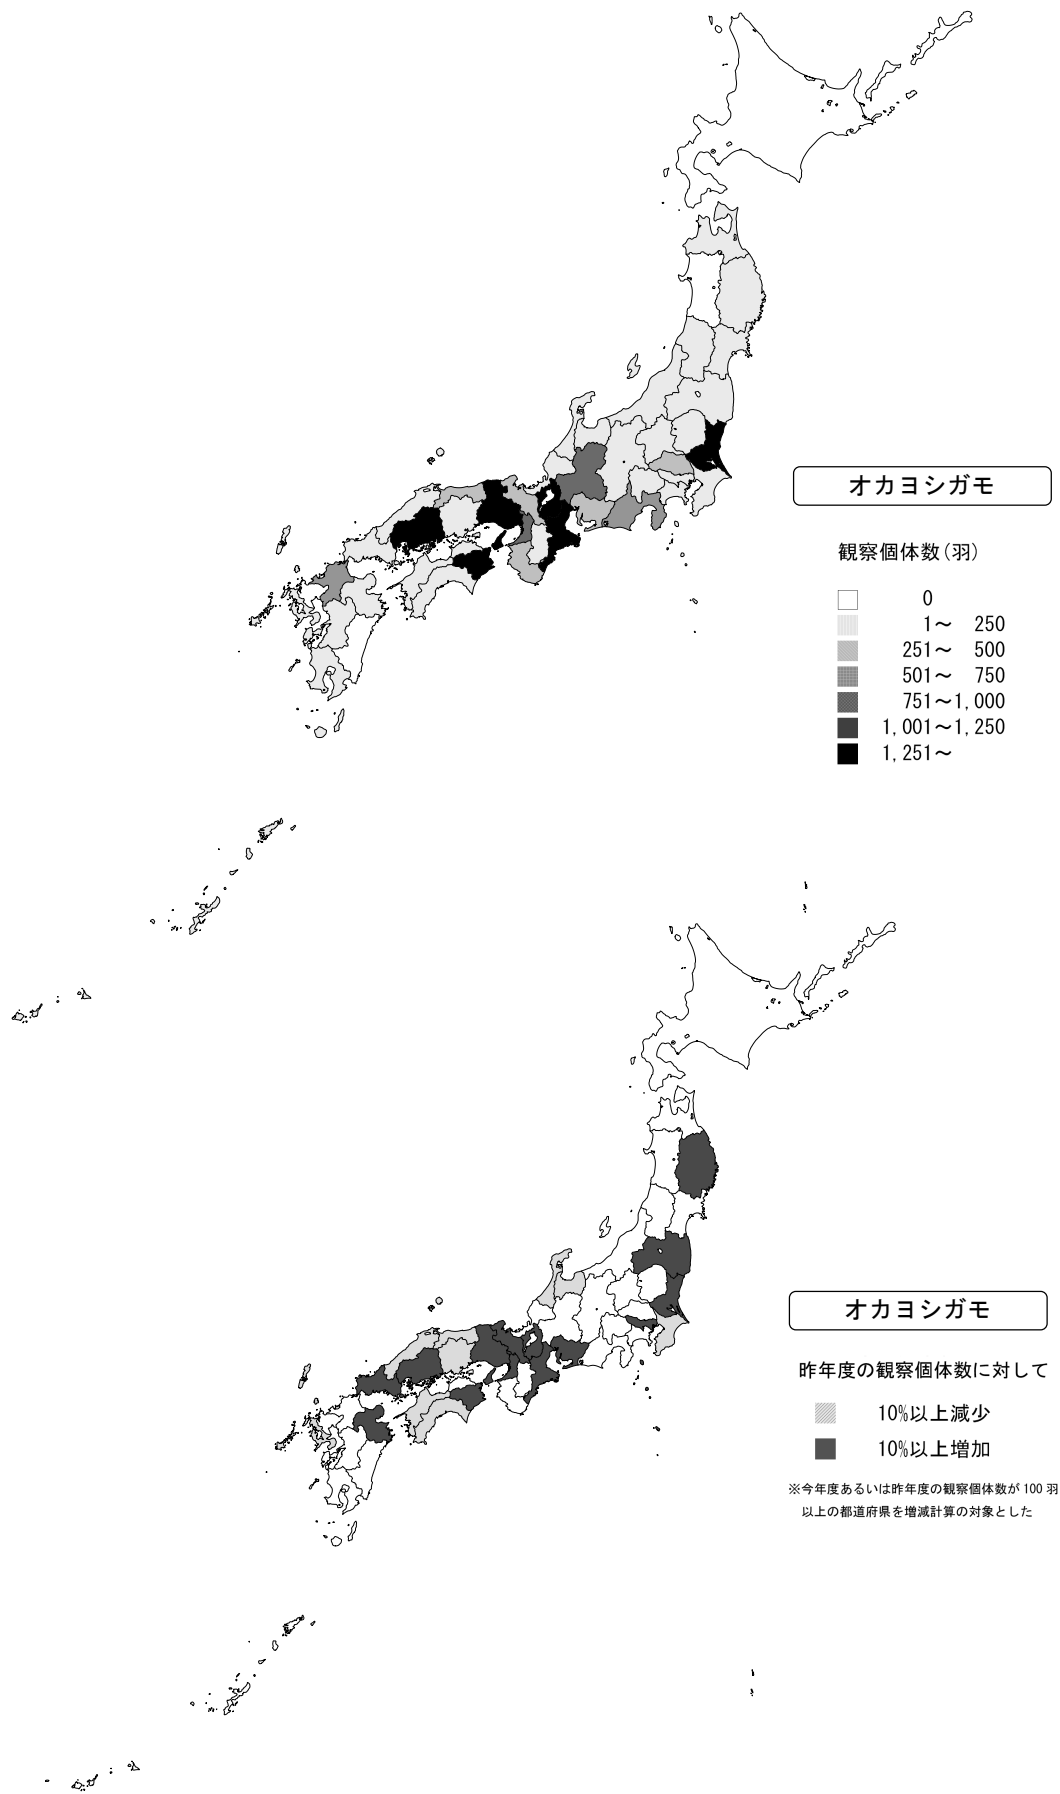 オカヨシガモ
観察個体数(羽)
0
1～ 250
251～ 500
501～ 750
751～1,000
1,001～1,250
1,251～
オカヨシガモ
昨年度の観察個体数に対して
10%以上減少
10%以上増加
※今年度あるいは昨年度の観察個体数が100羽
以上の都道府県を増減計算の対象とした